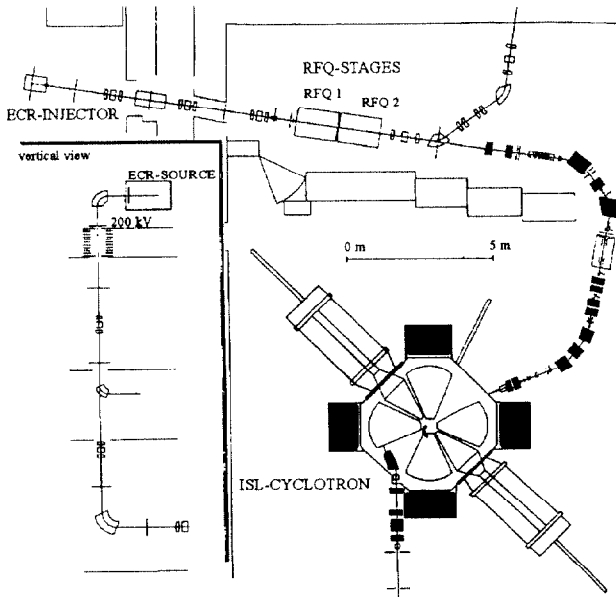 RFQ-STAGES
RFQ 1
RFQ 2
ECR-INJECTOR
vertical view
ECR-SOURCE
200 kV
0 m
5 m
ISL-CYCLOTRON